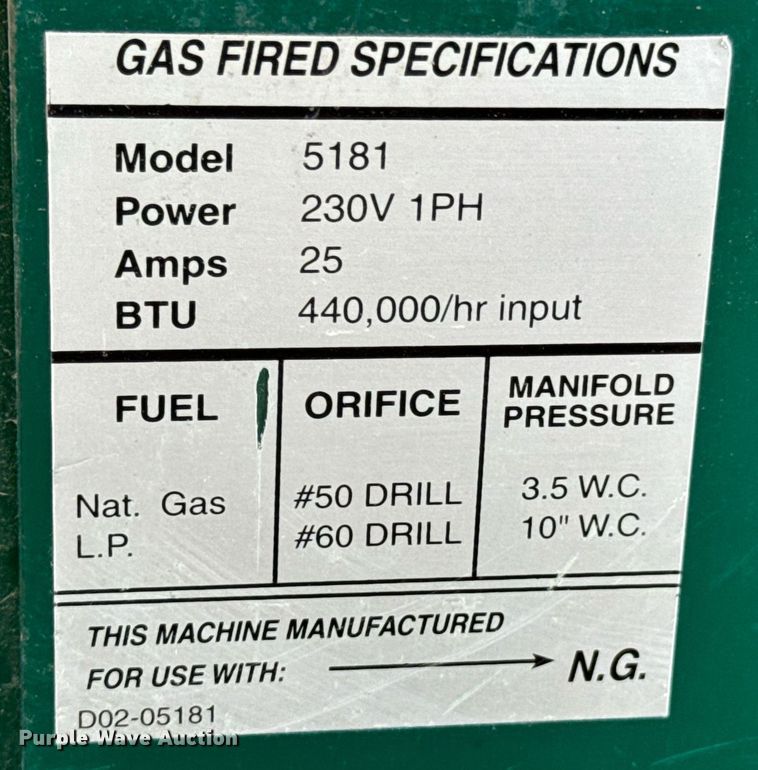 GAS FIRED SPECIFICATIONS
Model 5181
Power 230V 1PH
Amps 25
BTU 440,000/hr input
FUEL ORIFICE MANIFOLD PRESSURE
Nat. Gas #50 DRILL 3.5 W.C.
L.P. #60 DRILL 10" W.C.
THIS MACHINE MANUFACTURED
FOR USE WITH: N.G.
D02-05181
Purple Wave Auction